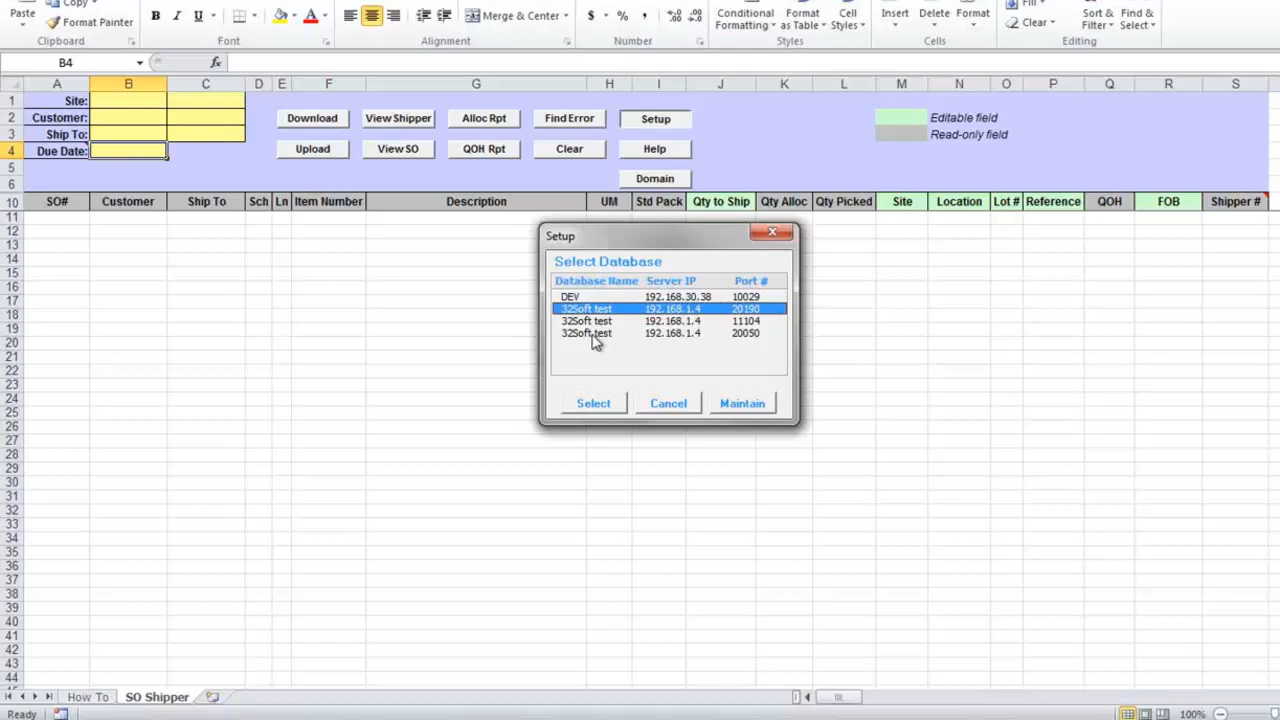 Copy
Fill
Paste
Format Painter
B I U A
Merge & Center
$ % ,
Conditional Formatting
Format as Table
Cell Styles
Insert
Delete
Format
Clear
Sort & Filter
Find & Select
Clipboard
Font
Alignment
Number
Styles
Cells
Editing
B4
fx
A B C D E F G H I J K L M N O P Q R S
1 Site:
2 Customer: Download View Shipper Alloc Rpt Find Error Setup Editable field
3 Ship To: Read-only field
4 Due Date: Upload View SO QOH Rpt Clear Help
5
6 Domain
10 SO# Customer Ship To Sch Ln Item Number Description UM Std Pack Qty to Ship Qty Alloc Qty Picked Site Location Lot # Reference QOH FOB Shipper #
11
12
13
14
15
16
17
18
19
20
21
22
23
24
25
26
27
28
29
30
31
32
33
34
35
36
37
38
39
40
41
42
43
44
Setup
Select Database
Database Name Server IP Port #
DEV 192.168.30.38 10029
32Soft test 192.168.1.4 20190
32Soft test 192.168.1.4 11104
32Soft test 192.168.1.4 20050
Select Cancel Maintain
How To SO Shipper
Ready 100%